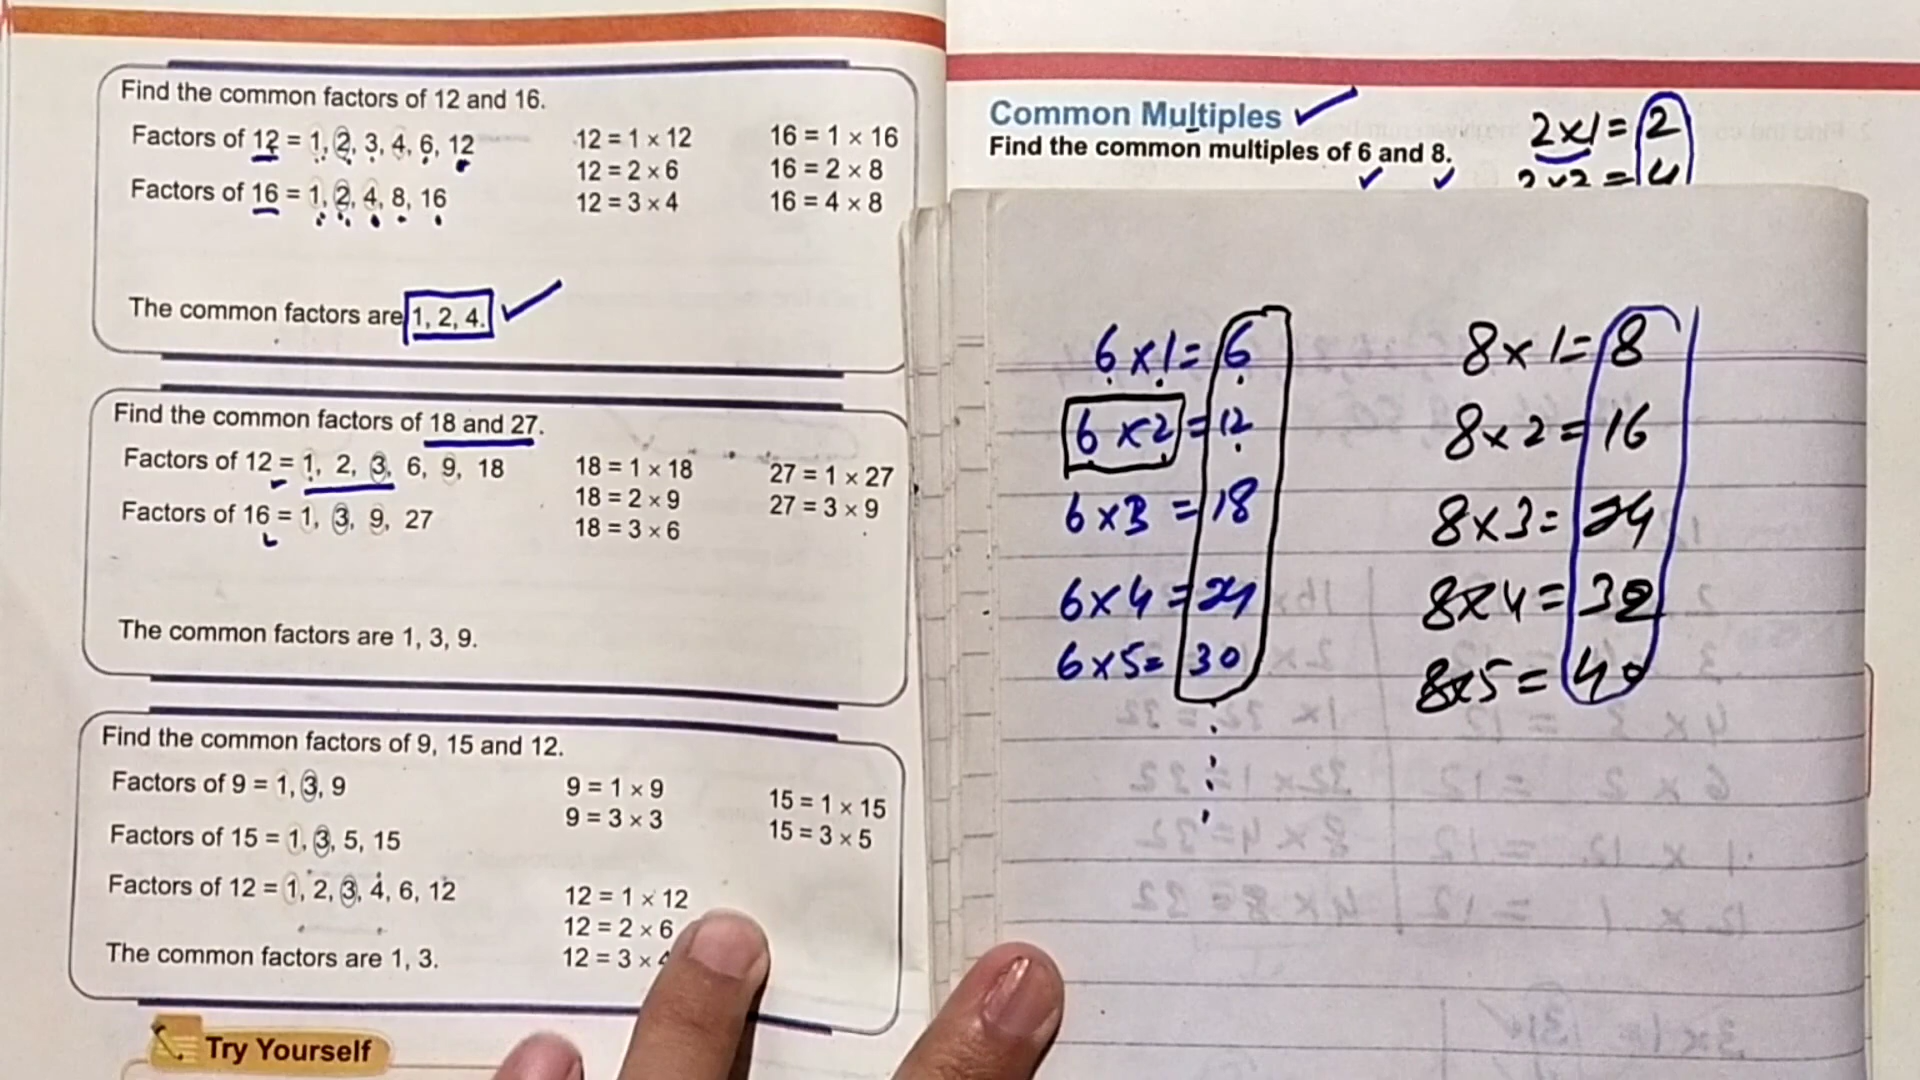 Find the common factors of 12 and 16.
Factors of 12 = 1, 2, 3, 4, 6, 12
12 = 1 × 12
16 = 1 × 16
12 = 2 × 6
16 = 2 × 8
Factors of 16 = 1, 2, 4, 8, 16
12 = 3 × 4
16 = 4 × 8
The common factors are 1, 2, 4.
Find the common factors of 18 and 27.
Factors of 12 = 1, 2, 3, 6, 9, 18
18 = 1 × 18
27 = 1 × 27
18 = 2 × 9
27 = 3 × 9
Factors of 16 = 1, 3, 9, 27
18 = 3 × 6
The common factors are 1, 3, 9.
Find the common factors of 9, 15 and 12.
Factors of 9 = 1, 3, 9
9 = 1 × 9
15 = 1 × 15
9 = 3 × 3
15 = 3 × 5
Factors of 15 = 1, 3, 5, 15
Factors of 12 = 1, 2, 3, 4, 6, 12
12 = 1 × 12
12 = 2 × 6
12 = 3 × 4
The common factors are 1, 3.
Try Yourself
Common Multiples
Find the common multiples of 6 and 8.
2×1=2
2×2=4
6×1=6
6×2=12
6×3=18
6×4=24
6×5=30
8×1=8
8×2=16
8×3=24
8×4=32
8×5=40